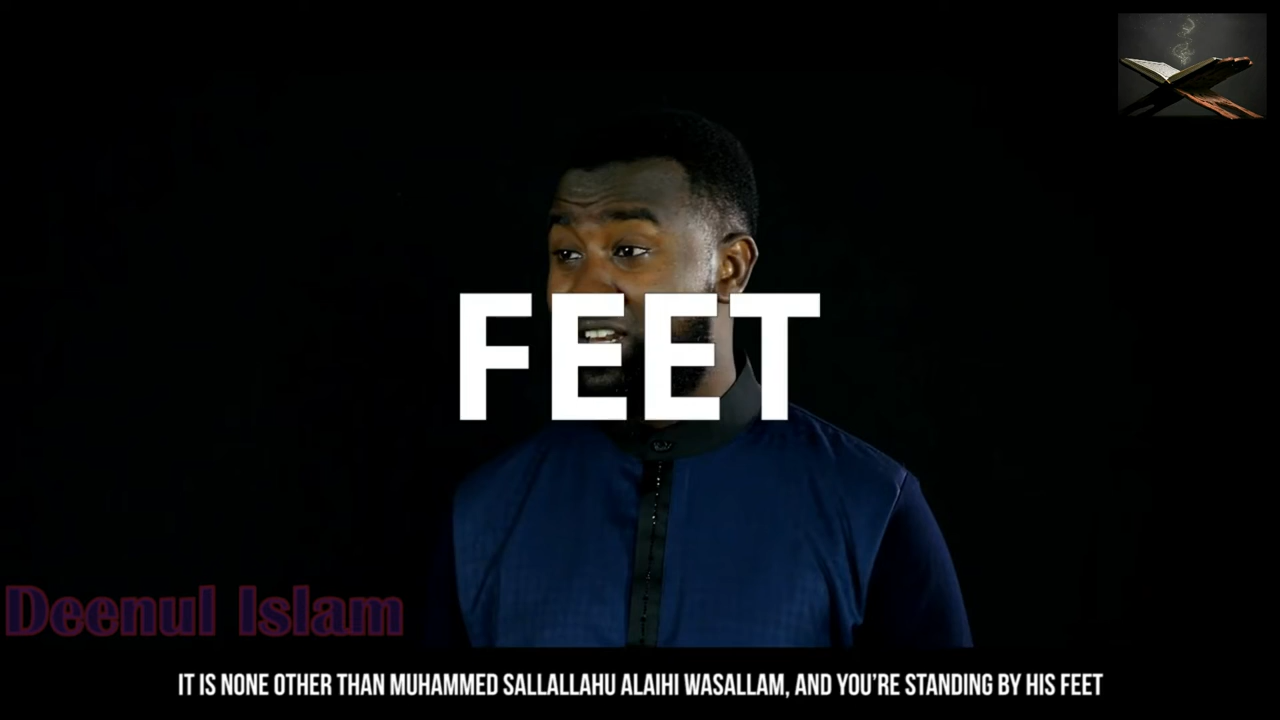 FEET
Deenul Islam
IT IS NONE OTHER THAN MUHAMMED SALLALLAHU ALAIHI WASALLAM, AND YOU'RE STANDING BY HIS FEET